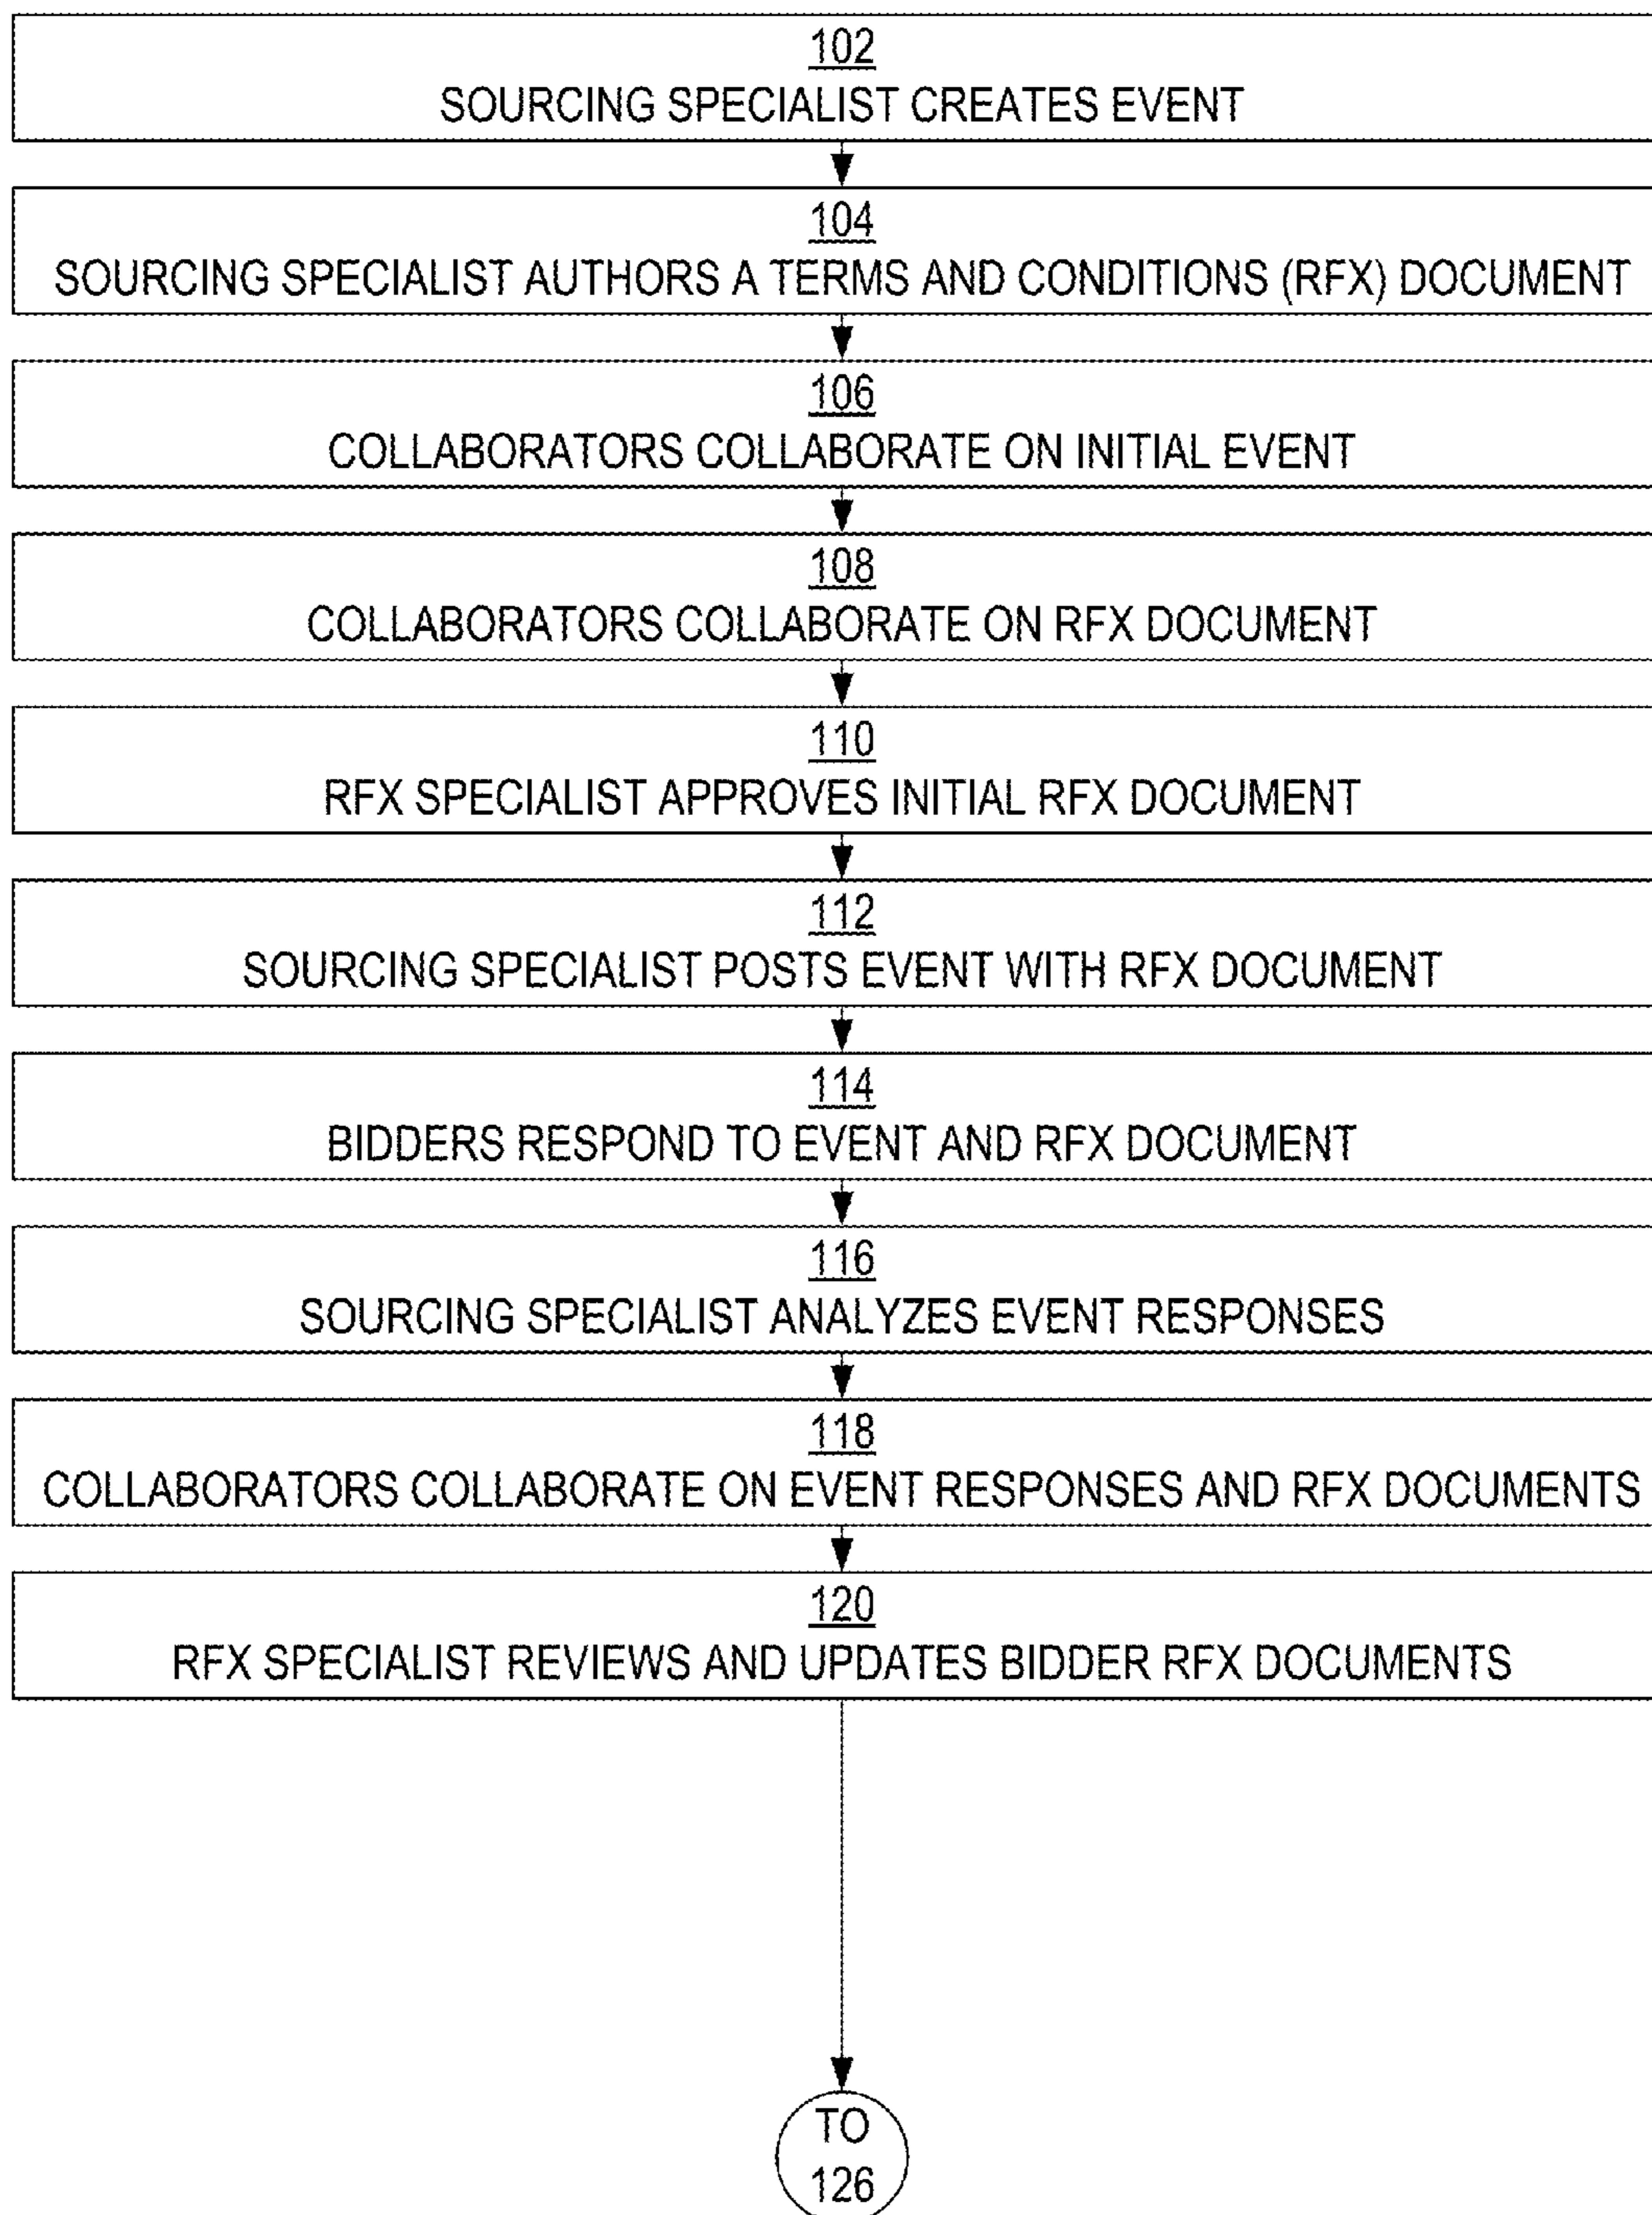 102
SOURCING SPECIALIST CREATES EVENT
104
SOURCING SPECIALIST AUTHORS A TERMS AND CONDITIONS (RFX) DOCUMENT
106
COLLABORATORS COLLABORATE ON INITIAL EVENT
108
COLLABORATORS COLLABORATE ON RFX DOCUMENT
110
RFX SPECIALIST APPROVES INITIAL RFX DOCUMENT
112
SOURCING SPECIALIST POSTS EVENT WITH RFX DOCUMENT
114
BIDDERS RESPOND TO EVENT AND RFX DOCUMENT
116
SOURCING SPECIALIST ANALYZES EVENT RESPONSES
118
COLLABORATORS COLLABORATE ON EVENT RESPONSES AND RFX DOCUMENTS
120
RFX SPECIALIST REVIEWS AND UPDATES BIDDER RFX DOCUMENTS
TO
126